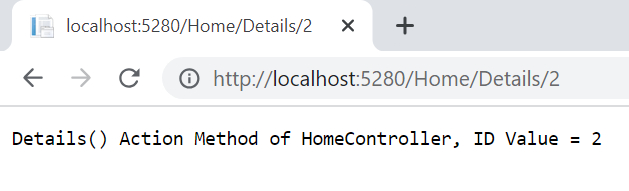 localhost:5280/Home/Details/2
http://localhost:5280/Home/Details/2
Details() Action Method of HomeController, ID Value = 2